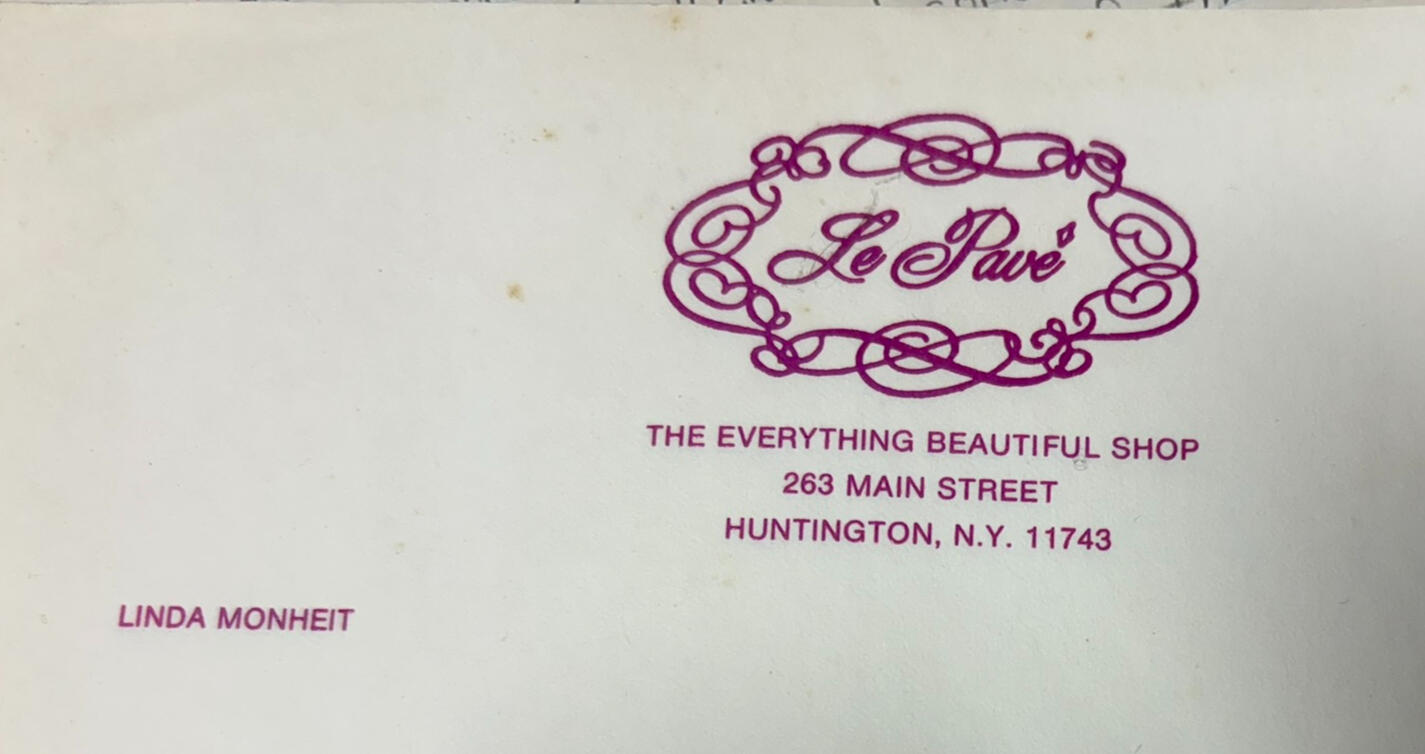 Le Pavé
THE EVERYTHING BEAUTIFUL SHOP
263 MAIN STREET
HUNTINGTON, N.Y. 11743
LINDA MONHEIT